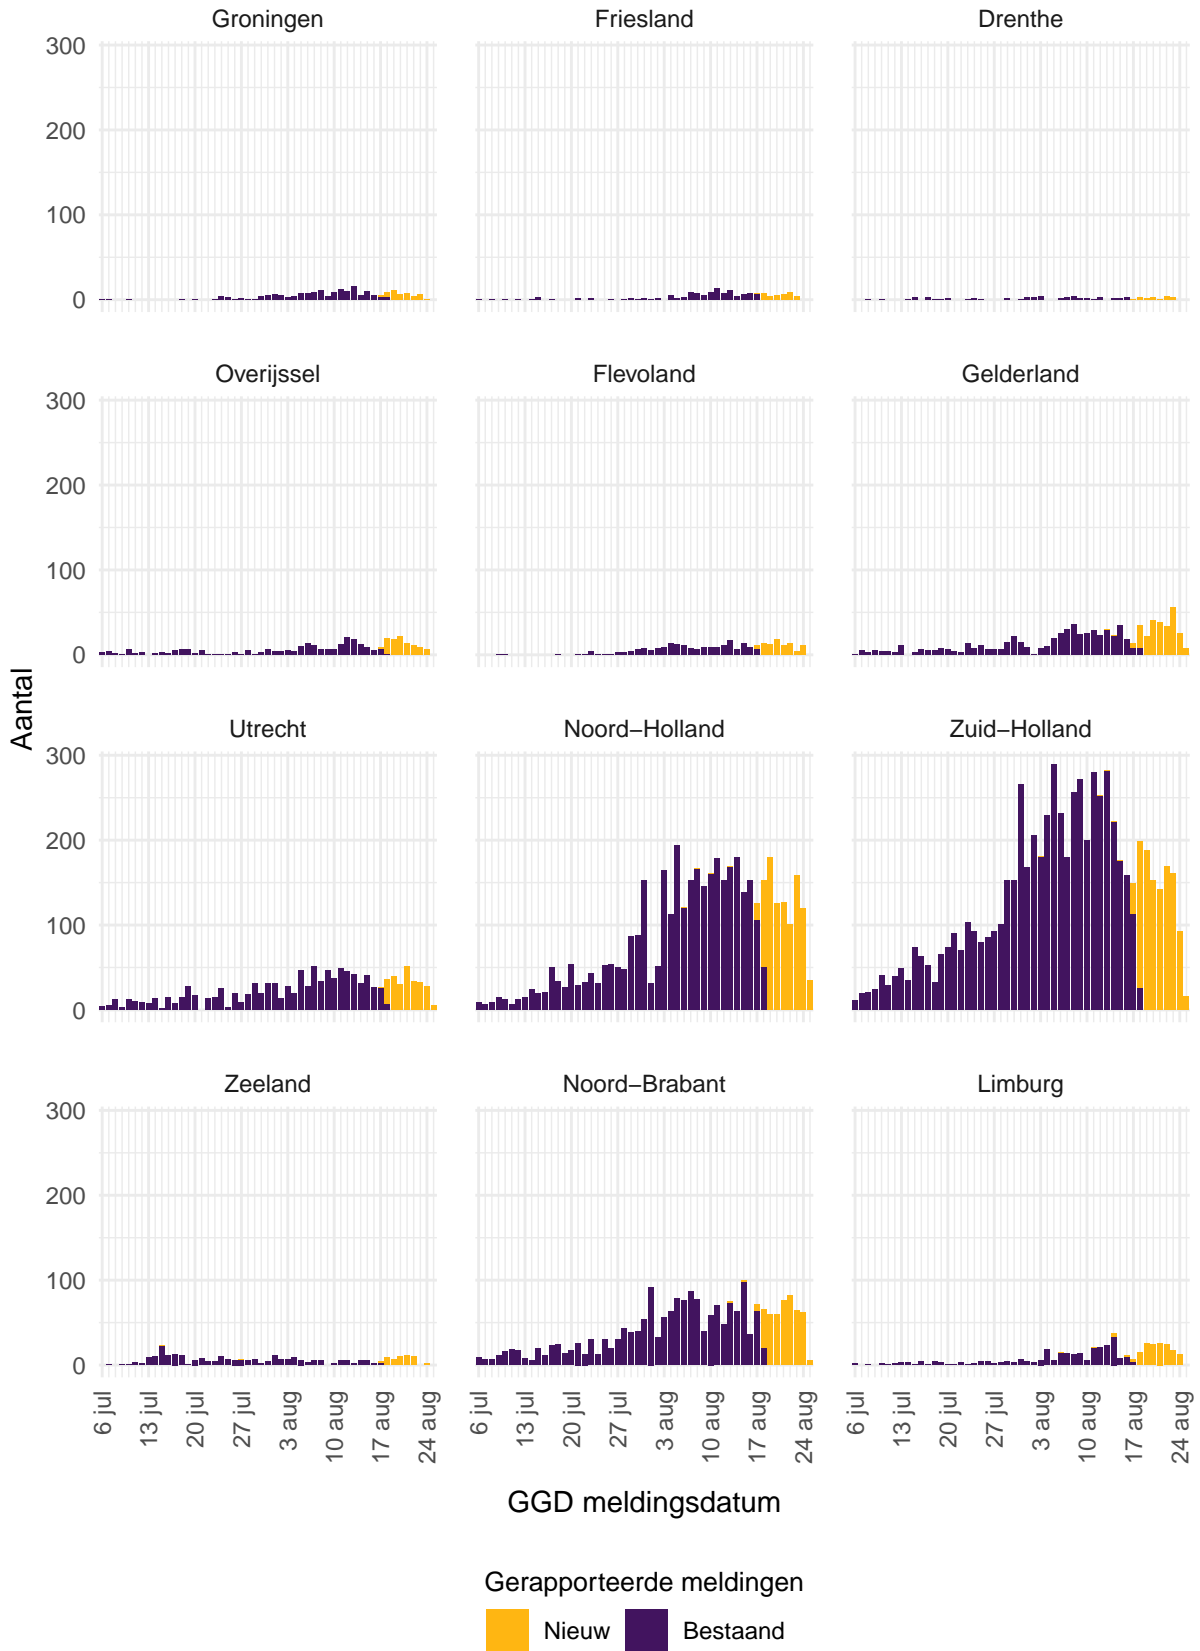 Groningen Friesland Drenthe
300
200
100
0
Overijssel Flevoland Gelderland
300
200
100
0
Aantal
Utrecht Noord−Holland Zuid−Holland
300
200
100
0
Zeeland Noord−Brabant Limburg
300
200
100
0
6 jul 13 jul 20 jul 27 jul 3 aug 10 aug 17 aug 24 aug 6 jul 13 jul 20 jul 27 jul 3 aug 10 aug 17 aug 24 aug 6 jul 13 jul 20 jul 27 jul 3 aug 10 aug 17 aug 24 aug
GGD meldingsdatum
Gerapporteerde meldingen
Nieuw Bestaand